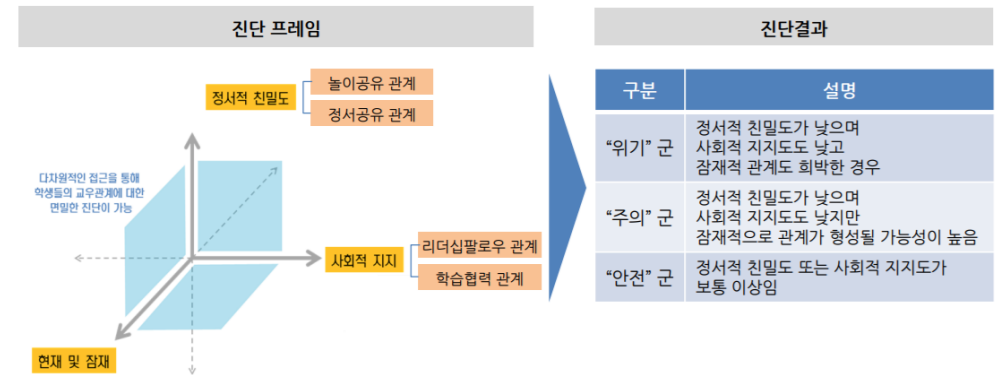 진단 프레임
정서적 친밀도
놀이공유 관계
정서공유 관계
다차원적인 접근을 통해
학생들의 교우관계에 대한
면밀한 진단이 가능
사회적 지지
리더십팔로우 관계
학습협력 관계
현재 및 잠재
진단결과
구분
설명
“위기” 군
정서적 친밀도가 낮으며
사회적 지지도도 낮고
잠재적 관계도 희박한 경우
“주의” 군
정서적 친밀도가 낮으며
사회적 지지도도 낮지만
잠재적으로 관계가 형성될 가능성이 높음
“안전” 군
정서적 친밀도 또는 사회적 지지도가
보통 이상임